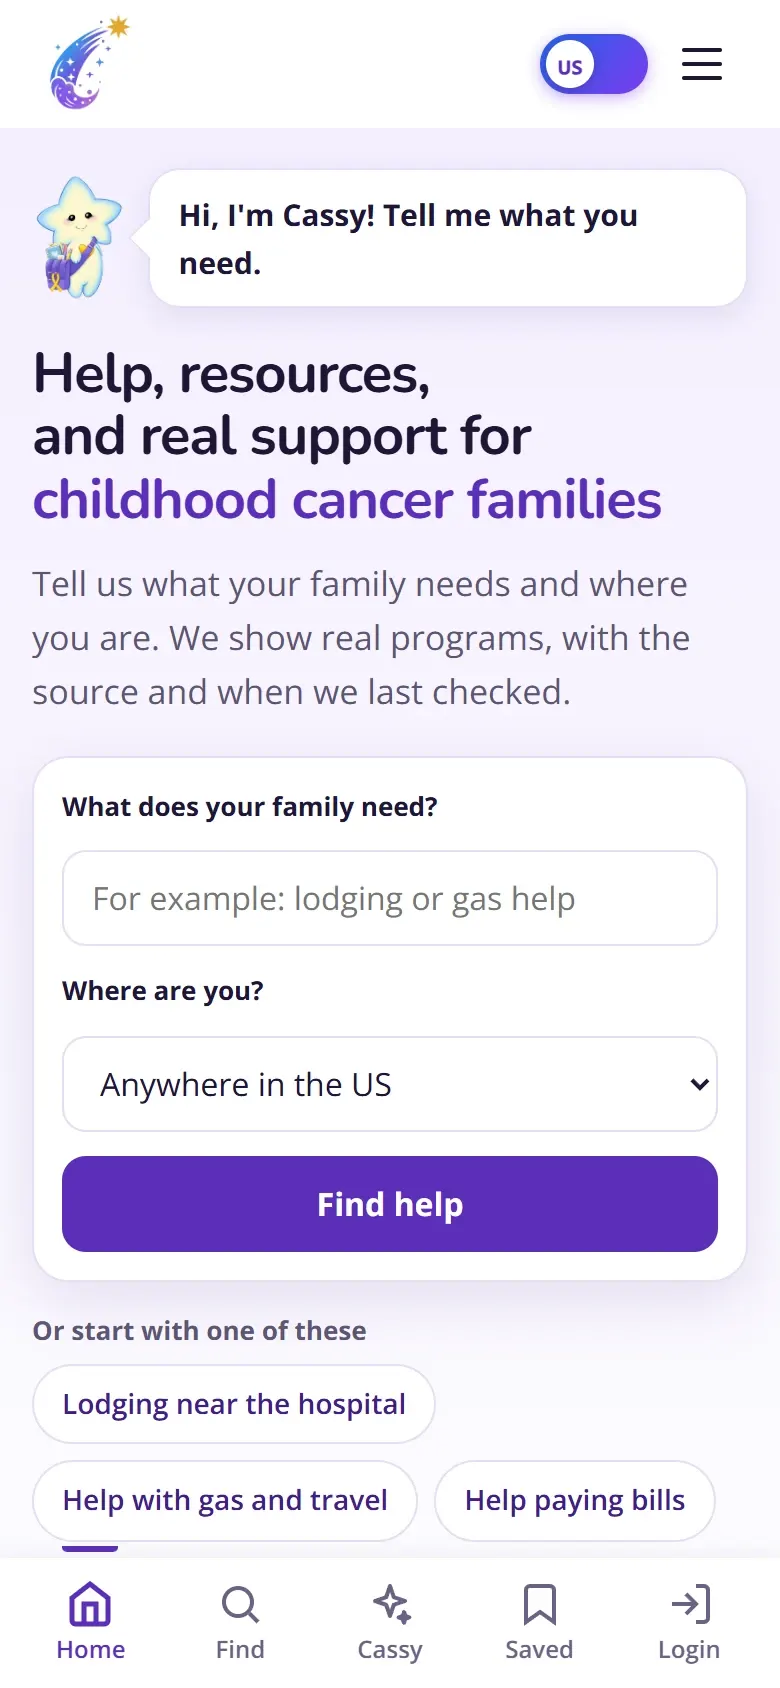 US
Hi, I'm Cassy! Tell me what you
need.
Help, resources,
and real support for
childhood cancer families
Tell us what your family needs and where
you are. We show real programs, with the
source and when we last checked.
What does your family need?
For example: lodging or gas help
Where are you?
Anywhere in the US
Find help
Or start with one of these
Lodging near the hospital
Help with gas and travel
Help paying bills
Home
Find
Cassy
Saved
Login